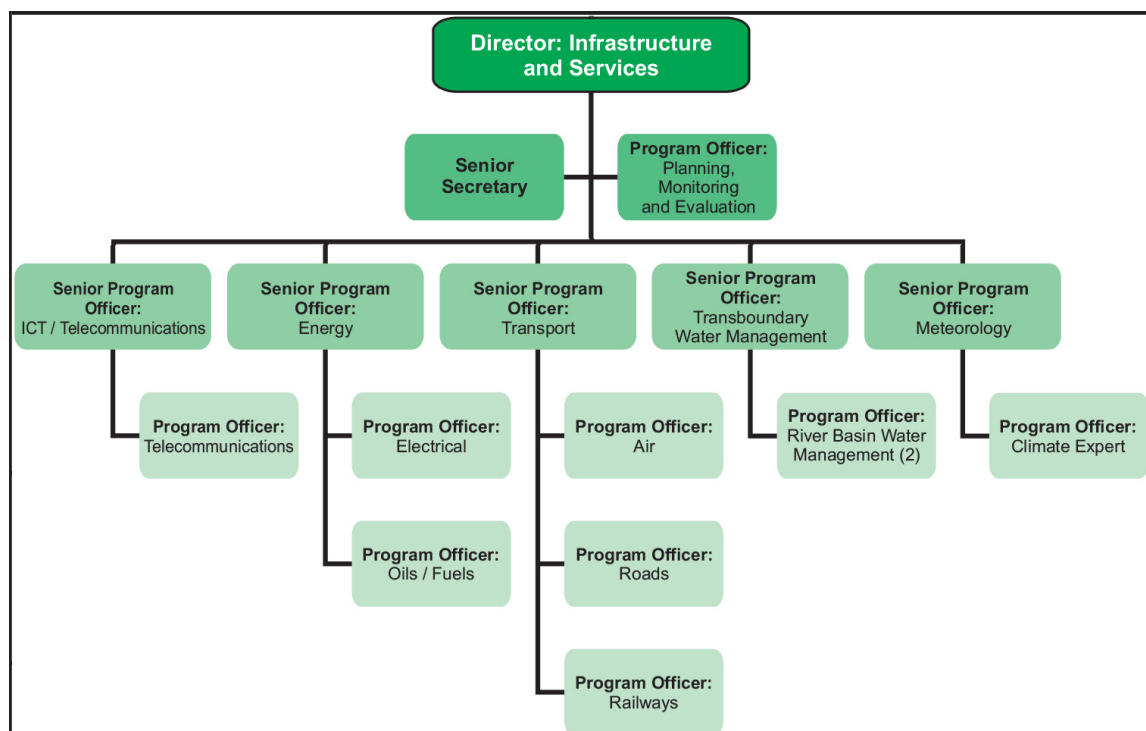 Director: Infrastructure
and Services
Senior
Secretary
Program Officer:
Planning,
Monitoring
and Evaluation
Senior Program
Officer:
ICT / Telecommunications
Senior Program
Officer:
Energy
Senior Program
Officer:
Transport
Senior Program
Officer:
Transboundary
Water Management
Senior Program
Officer:
Meteorology
Program Officer:
Telecommunications
Program Officer:
Electrical
Program Officer:
Air
Program Officer:
River Basin Water
Management (2)
Program Officer:
Climate Expert
Program Officer:
Oils / Fuels
Program Officer:
Roads
Program Officer:
Railways